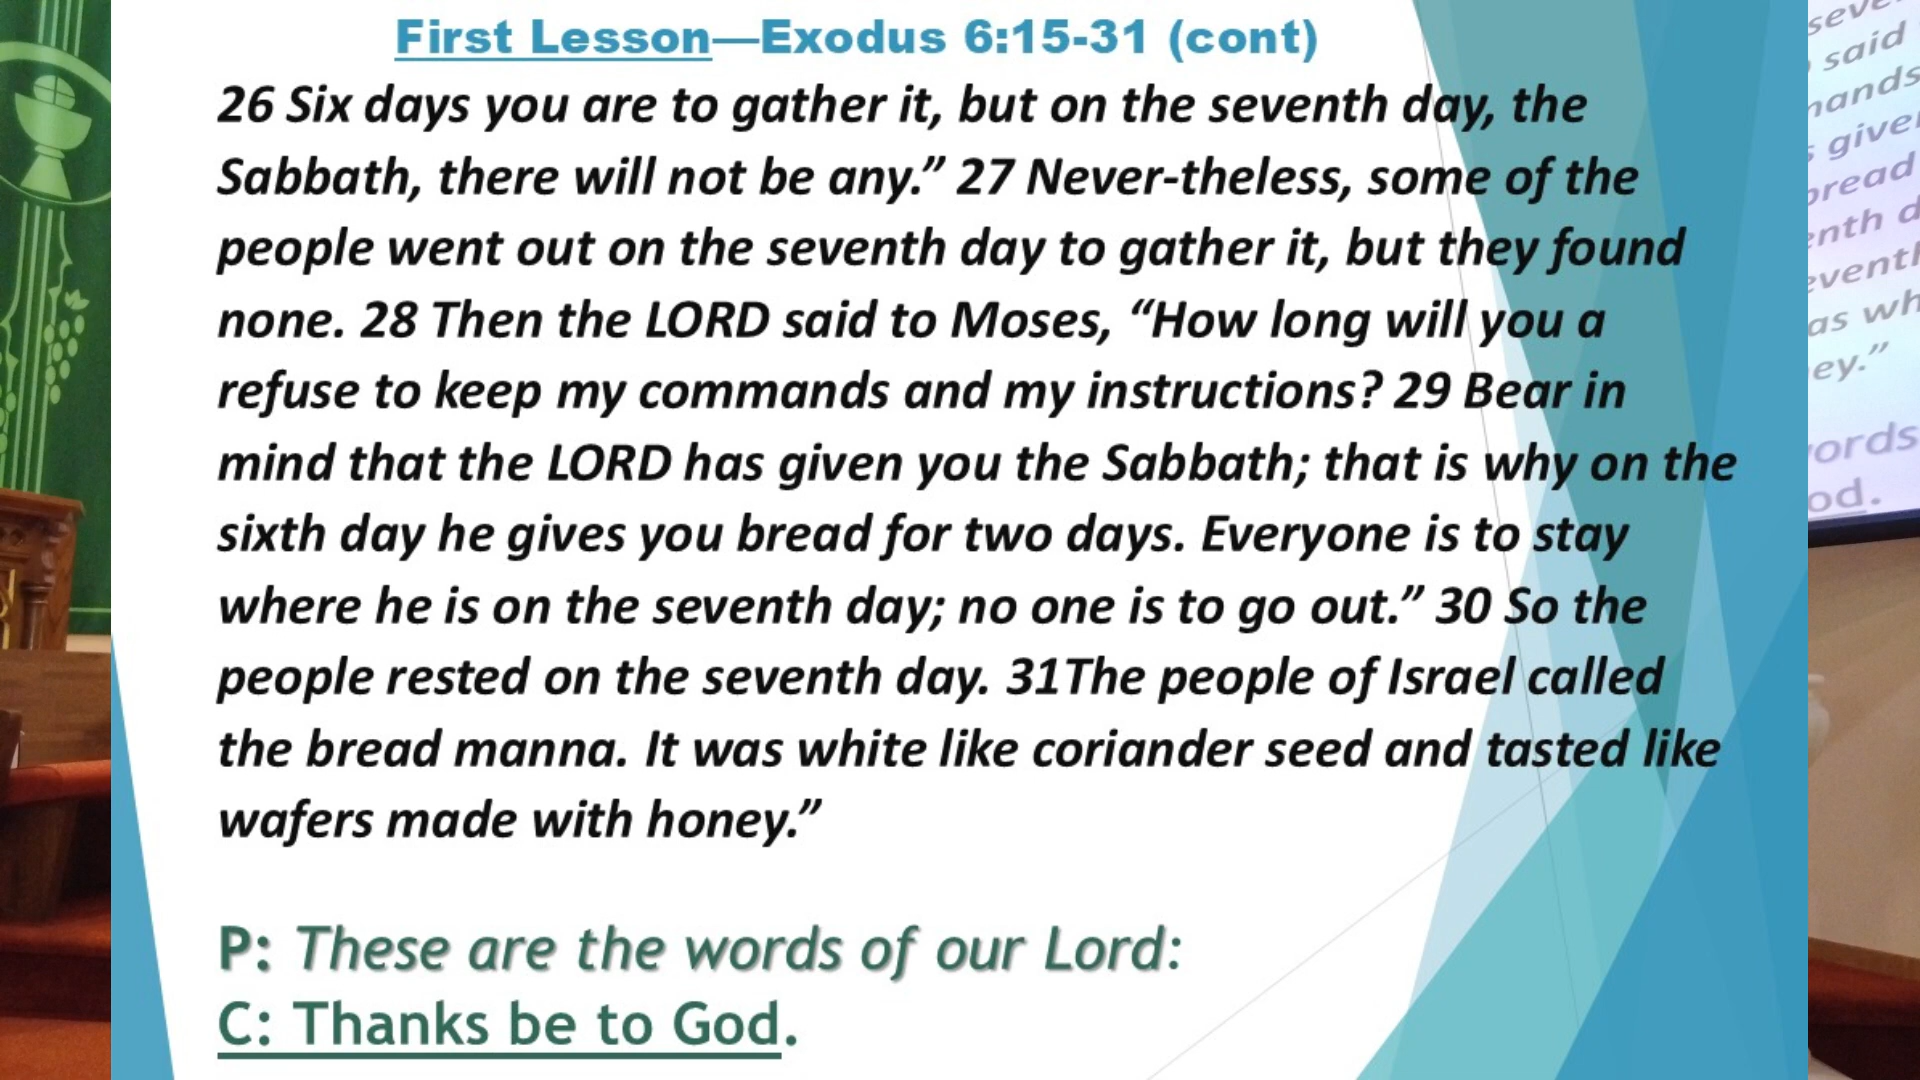 First Lesson—Exodus 6:15-31 (cont)
26 Six days you are to gather it, but on the seventh day, the
Sabbath, there will not be any.” 27 Never-theless, some of the
people went out on the seventh day to gather it, but they found
none. 28 Then the LORD said to Moses, “How long will you a
refuse to keep my commands and my instructions? 29 Bear in
mind that the LORD has given you the Sabbath; that is why on the
sixth day he gives you bread for two days. Everyone is to stay
where he is on the seventh day; no one is to go out.” 30 So the
people rested on the seventh day. 31The people of Israel called
the bread manna. It was white like coriander seed and tasted like
wafers made with honey.”
P: These are the words of our Lord:
C: Thanks be to God.
said